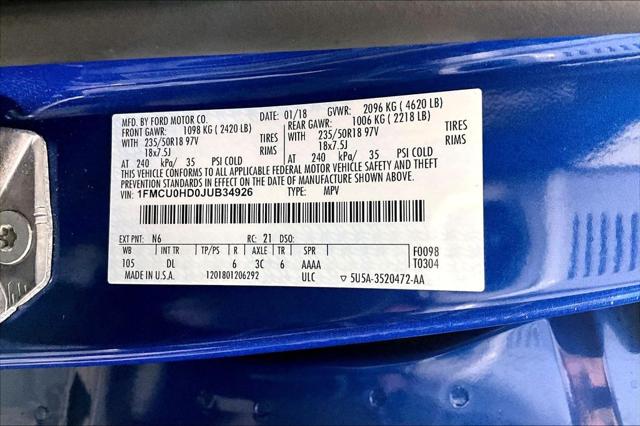 MFD. BY FORD MOTOR CO.
DATE: 01/18 GVWR: 2096 KG ( 4620 LB)
FRONT GAWR: 1098 KG ( 2420 LB) REAR GAWR: 1006 KG ( 2218 LB)
WITH 235/50R18 97V TIRES WITH 235/50R18 97V TIRES
18x7.5J RIMS 18x7.5J RIMS
AT 240 kPa/ 35 PSI COLD AT 240 kPa/ 35 PSI COLD
THIS VEHICLE CONFORMS TO ALL APPLICABLE FEDERAL MOTOR VEHICLE SAFETY AND THEFT
PREVENTION STANDARDS IN EFFECT ON THE DATE OF MANUFACTURE SHOWN ABOVE.
VIN: 1FMCU0HD0JUB34926 TYPE: MPV
EXT PNT: N6 RC: 21 DSO:
WB INT TR TP/PS R AXLE TR SPR F0098
105 DL 6 3C 6 AAAA T0304
MADE IN U.S.A. 1201801206292 ULC 5U5A-3520472-AA